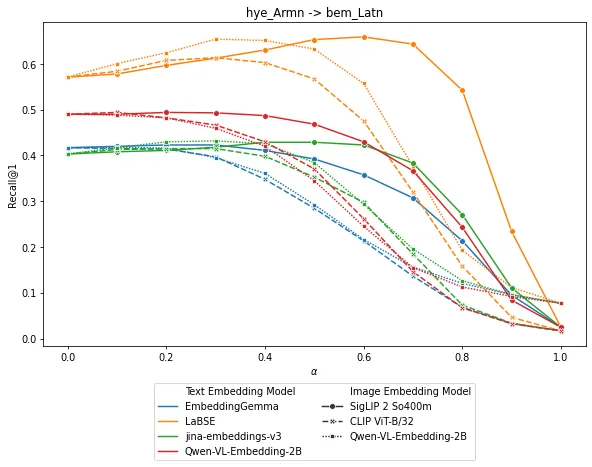 hye_Armn -> bem_Latn
Recall@1
0.6
0.5
0.4
0.3
0.2
0.1
0.0
0.0 0.2 0.4 0.6 0.8 1.0
α
Text Embedding Model Image Embedding Model
EmbeddingGemma SigLIP 2 So400m
LaBSE CLIP ViT-B/32
jina-embeddings-v3 Qwen-VL-Embedding-2B
Qwen-VL-Embedding-2B